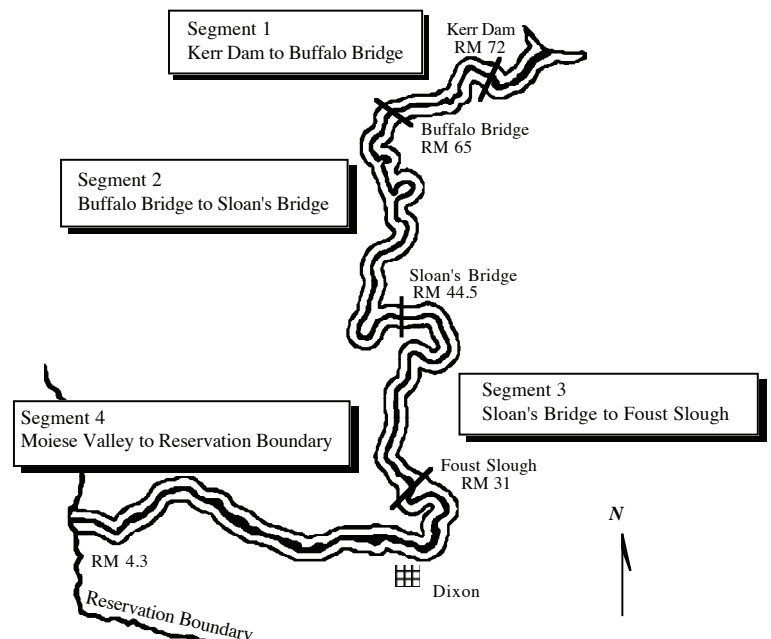 Segment 1
Kerr Dam to Buffalo Bridge
Kerr Dam
RM 72
Buffalo Bridge
RM 65
Segment 2
Buffalo Bridge to Sloan's Bridge
Sloan's Bridge
RM 44.5
Segment 3
Sloan's Bridge to Foust Slough
Segment 4
Moiese Valley to Reservation Boundary
Foust Slough
RM 31
N
RM 4.3
Dixon
Reservation Boundary